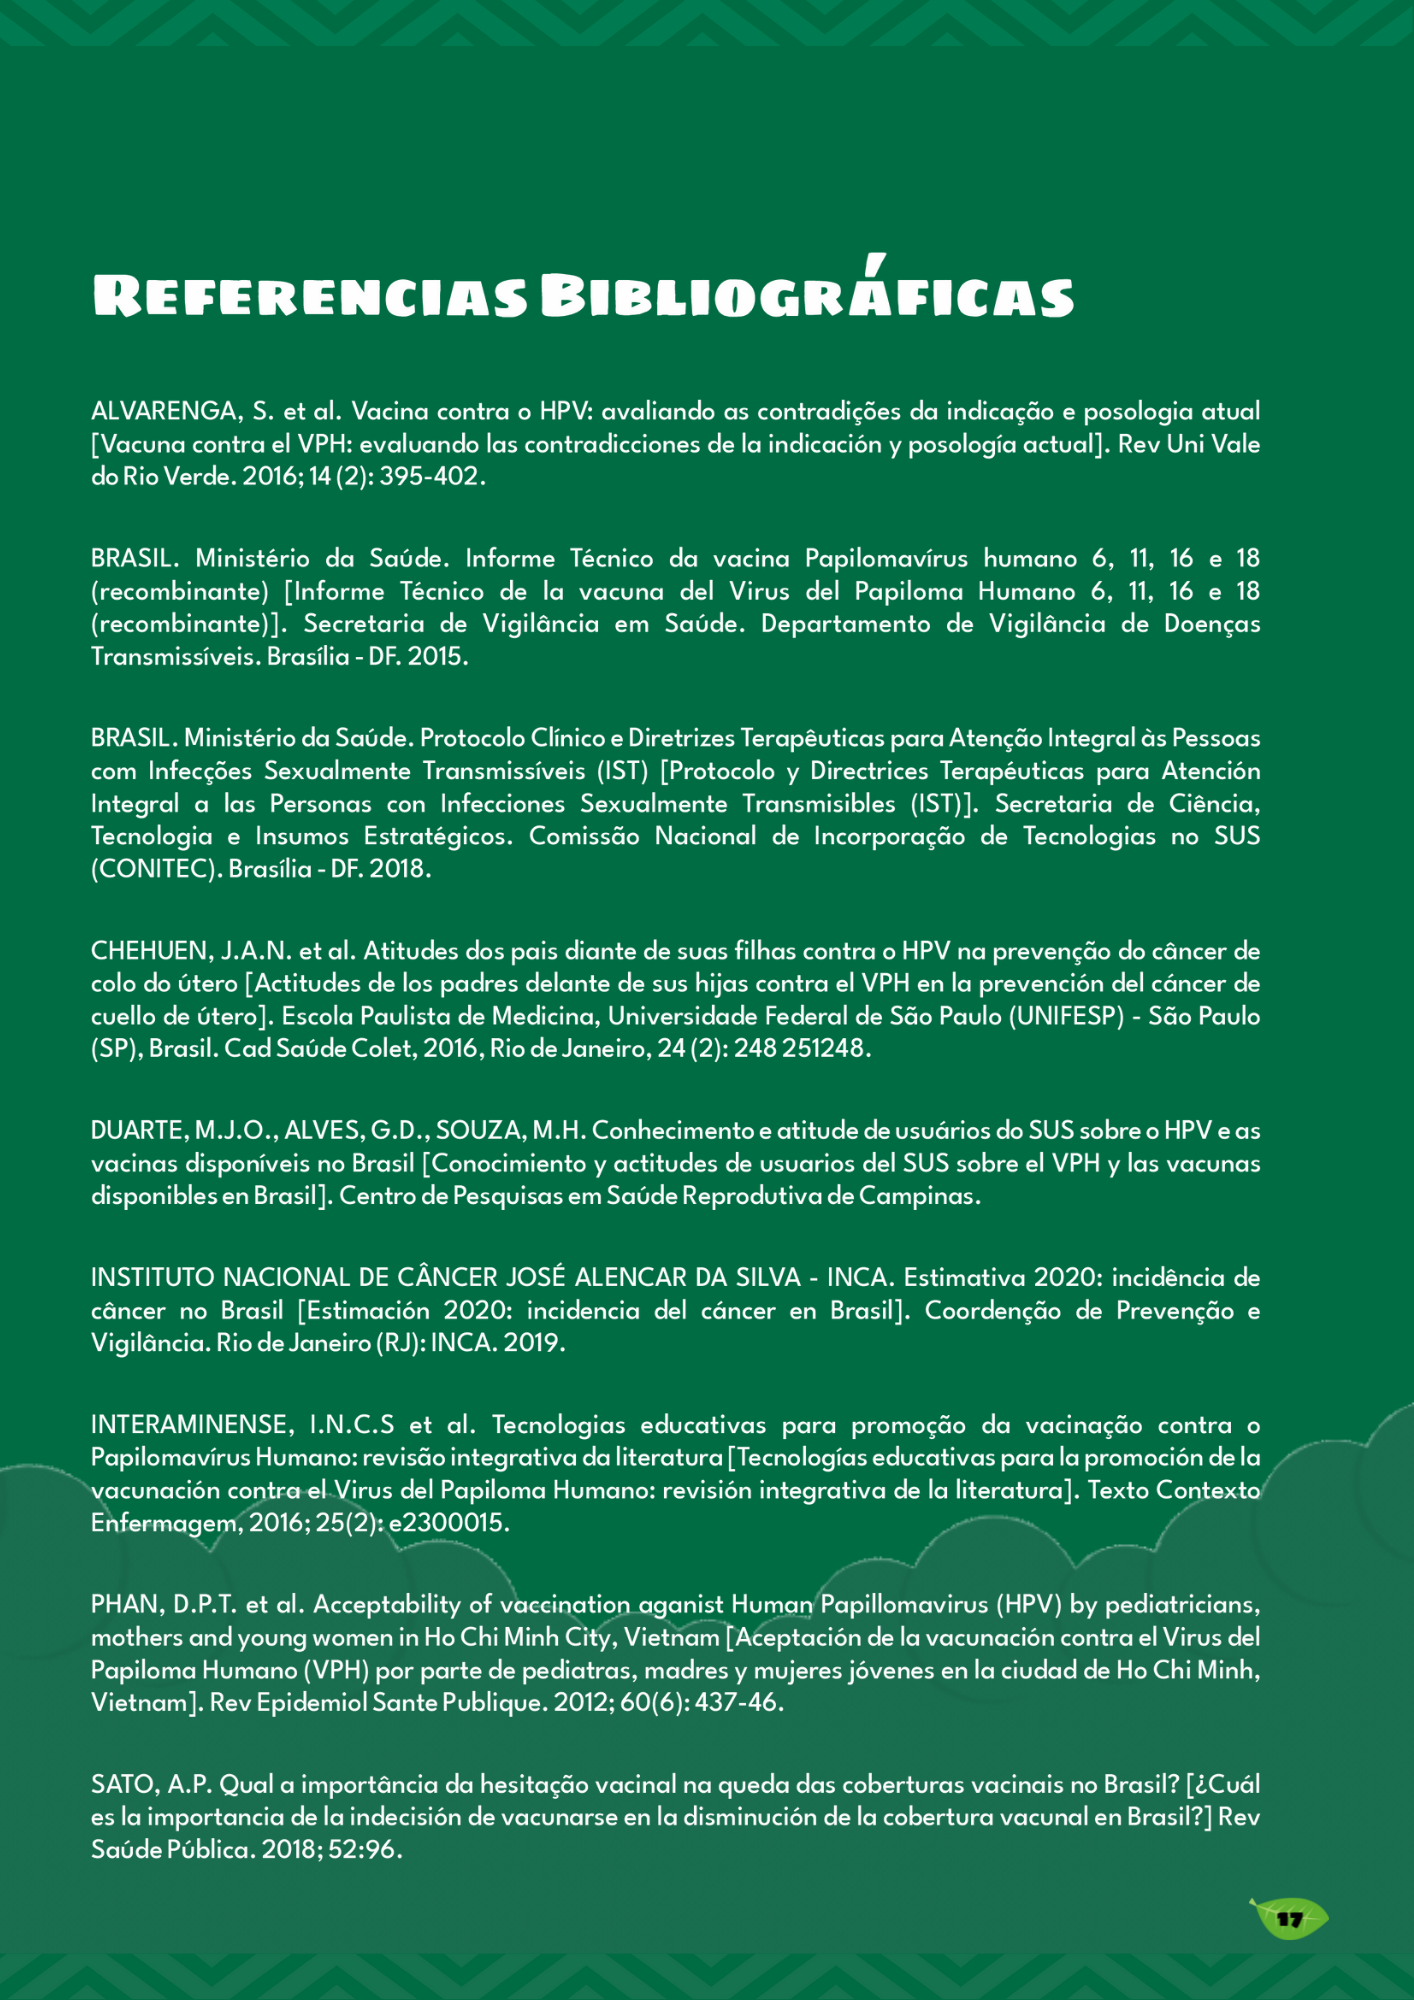 Referencias Bibliográficas
ALVARENGA, S. et al. Vacina contra o HPV: avaliando as contradições da indicação e posologia atual
[Vacuna contra el VPH: evaluando las contradicciones de la indicación y posología actual]. Rev Uni Vale
do Rio Verde. 2016; 14 (2): 395-402.
BRASIL. Ministério da Saúde. Informe Técnico da vacina Papilomavírus humano 6, 11, 16 e 18
(recombinante) [Informe Técnico de la vacuna del Virus del Papiloma Humano 6, 11, 16 e 18
(recombinante)]. Secretaria de Vigilância em Saúde. Departamento de Vigilância de Doenças
Transmissíveis. Brasília - DF. 2015.
BRASIL. Ministério da Saúde. Protocolo Clínico e Diretrizes Terapêuticas para Atenção Integral às Pessoas
com Infecções Sexualmente Transmissíveis (IST) [Protocolo y Directrices Terapéuticas para Atención
Integral a las Personas con Infecciones Sexualmente Transmisibles (IST)]. Secretaria de Ciência,
Tecnologia e Insumos Estratégicos. Comissão Nacional de Incorporação de Tecnologias no SUS
(CONITEC). Brasília - DF. 2018.
CHEHUEN, J.A.N. et al. Atitudes dos pais diante de suas filhas contra o HPV na prevenção do câncer de
colo do útero [Actitudes de los padres delante de sus hijas contra el VPH en la prevención del cáncer de
cuello de útero]. Escola Paulista de Medicina, Universidade Federal de São Paulo (UNIFESP) - São Paulo
(SP), Brasil. Cad Saúde Colet, 2016, Rio de Janeiro, 24 (2): 248 251248.
DUARTE, M.J.O., ALVES, G.D., SOUZA, M.H. Conhecimento e atitude de usuários do SUS sobre o HPV e as
vacinas disponíveis no Brasil [Conocimiento y actitudes de usuarios del SUS sobre el VPH y las vacunas
disponibles en Brasil]. Centro de Pesquisas em Saúde Reprodutiva de Campinas.
INSTITUTO NACIONAL DE CÂNCER JOSÉ ALENCAR DA SILVA - INCA. Estimativa 2020: incidência de
câncer no Brasil [Estimación 2020: incidencia del cáncer en Brasil]. Coordenção de Prevenção e
Vigilância. Rio de Janeiro (RJ): INCA. 2019.
INTERAMINENSE, I.N.C.S et al. Tecnologias educativas para promoção da vacinação contra o
Papilomavírus Humano: revisão integrativa da literatura [Tecnologías educativas para la promoción de la
vacunación contra el Virus del Papiloma Humano: revisión integrativa de la literatura]. Texto Contexto
Enfermagem, 2016; 25(2): e2300015.
PHAN, D.P.T. et al. Acceptability of vaccination aganist Human Papillomavirus (HPV) by pediatricians,
mothers and young women in Ho Chi Minh City, Vietnam [Aceptación de la vacunación contra el Virus del
Papiloma Humano (VPH) por parte de pediatras, madres y mujeres jóvenes en la ciudad de Ho Chi Minh,
Vietnam]. Rev Epidemiol Sante Publique. 2012; 60(6): 437-46.
SATO, A.P. Qual a importância da hesitação vacinal na queda das coberturas vacinais no Brasil? [¿Cuál
es la importancia de la indecisión de vacunarse en la disminución de la cobertura vacunal en Brasil?] Rev
Saúde Pública. 2018; 52:96.
17